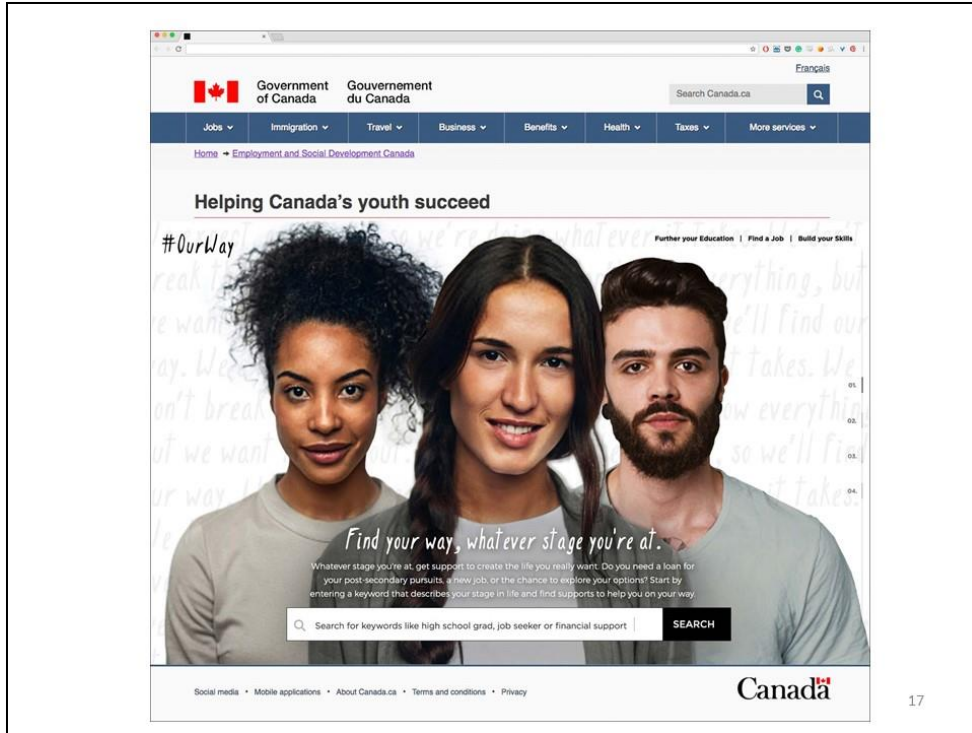 Français
Government
of Canada
Gouvernement
du Canada
Search Canada.ca
Jobs
Immigration
Travel
Business
Benefits
Health
Taxes
More services
Home → Employment and Social Development Canada
Helping Canada's youth succeed
#OurWay
Further your Education | Find a Job | Build your Skills
01.
02.
03.
04.
Find your way, whatever stage you're at.
Whatever stage you're at, get support to create the life you really want. Do you need a loan for
your post-secondary pursuits, a new job, or the chance to explore your options? Start by
entering a keyword that describes your stage in life and find supports to help you on your way.
Search for keywords like high school grad, job seeker or financial support
SEARCH
Social media • Mobile applications • About Canada.ca • Terms and conditions • Privacy
Canada
17